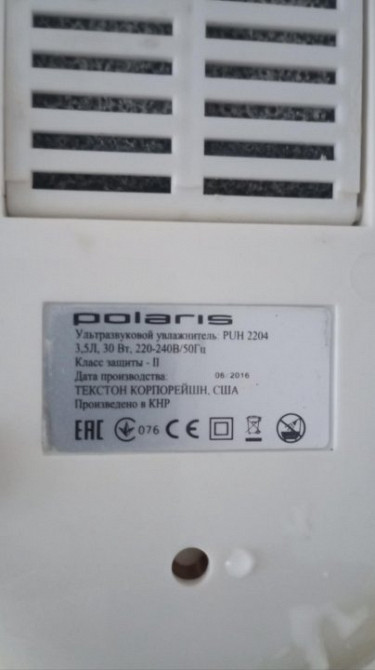 polaris
Ультразвуковой увлажнитель: PUH 2204
3,5Л, 30 Вт, 220-240В/50Гц
Класс защиты - II
Дата производства: 06/2016
ТЕКСТОН КОРПОРЕЙШН, США
Произведено в КНР
EAC 076 CE